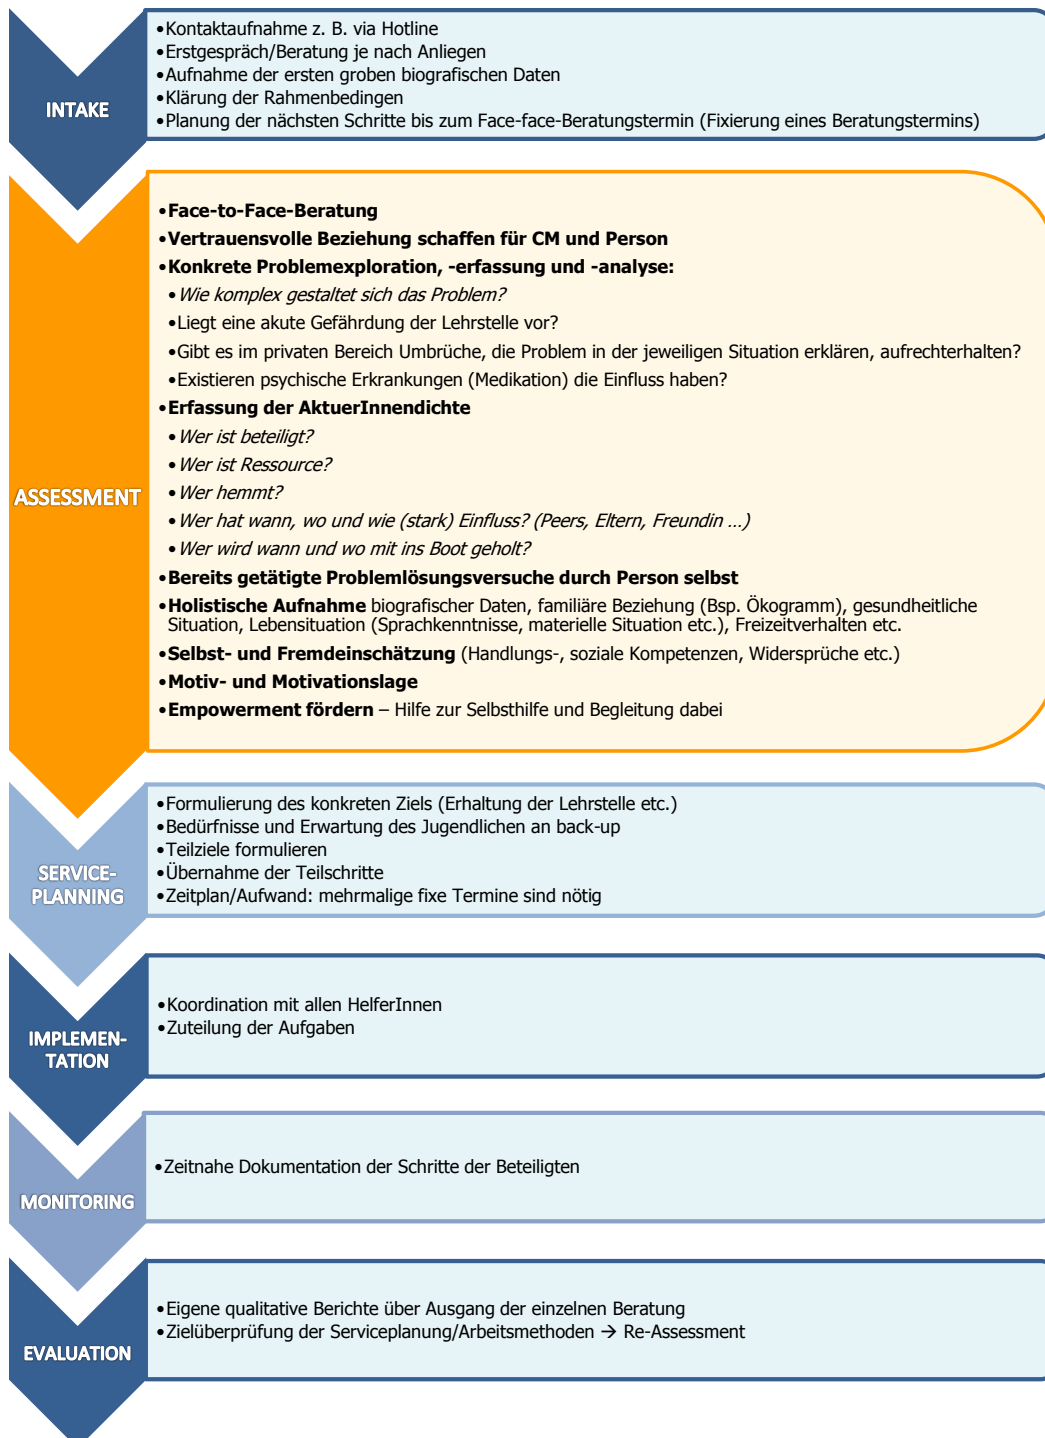 INTAKE
•Kontaktaufnahme z. B. via Hotline
•Erstgespräch/Beratung je nach Anliegen
•Aufnahme der ersten groben biografischen Daten
•Klärung der Rahmenbedingen
•Planung der nächsten Schritte bis zum Face-face-Beratungstermin (Fixierung eines Beratungstermins)
ASSESSMENT
•Face-to-Face-Beratung
•Vertrauensvolle Beziehung schaffen für CM und Person
•Konkrete Problemexploration, -erfassung und -analyse:
•Wie komplex gestaltet sich das Problem?
•Liegt eine akute Gefährdung der Lehrstelle vor?
•Gibt es im privaten Bereich Umbrüche, die Problem in der jeweiligen Situation erklären, aufrechterhalten?
•Existieren psychische Erkrankungen (Medikation) die Einfluss haben?
•Erfassung der AktuerInnendichte
•Wer ist beteiligt?
•Wer ist Ressource?
•Wer hemmt?
•Wer hat wann, wo und wie (stark) Einfluss? (Peers, Eltern, Freundin …)
•Wer wird wann und wo mit ins Boot geholt?
•Bereits getätigte Problemlösungsversuche durch Person selbst
•Holistische Aufnahme biografischer Daten, familiäre Beziehung (Bsp. Ökogramm), gesundheitliche
Situation, Lebensituation (Sprachkenntnisse, materielle Situation etc.), Freizeitverhalten etc.
•Selbst- und Fremdeinschätzung (Handlungs-, soziale Kompetenzen, Widersprüche etc.)
•Motiv- und Motivationslage
•Empowerment fördern – Hilfe zur Selbsthilfe und Begleitung dabei
SERVICE-
PLANNING
•Formulierung des konkreten Ziels (Erhaltung der Lehrstelle etc.)
•Bedürfnisse und Erwartung des Jugendlichen an back-up
•Teilziele formulieren
•Übernahme der Teilschritte
•Zeitplan/Aufwand: mehrmalige fixe Termine sind nötig
IMPLEMEN-
TATION
•Koordination mit allen HelferInnen
•Zuteilung der Aufgaben
MONITORING
•Zeitnahe Dokumentation der Schritte der Beteiligten
EVALUATION
•Eigene qualitative Berichte über Ausgang der einzelnen Beratung
•Zielüberprüfung der Serviceplanung/Arbeitsmethoden → Re-Assessment